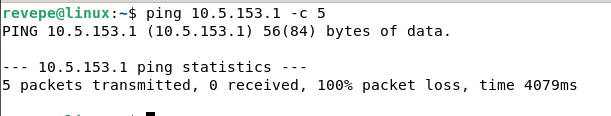 revepe@linux:~$ ping 10.5.153.1 -c 5
PING 10.5.153.1 (10.5.153.1) 56(84) bytes of data.
--- 10.5.153.1 ping statistics ---
5 packets transmitted, 0 received, 100% packet loss, time 4079ms